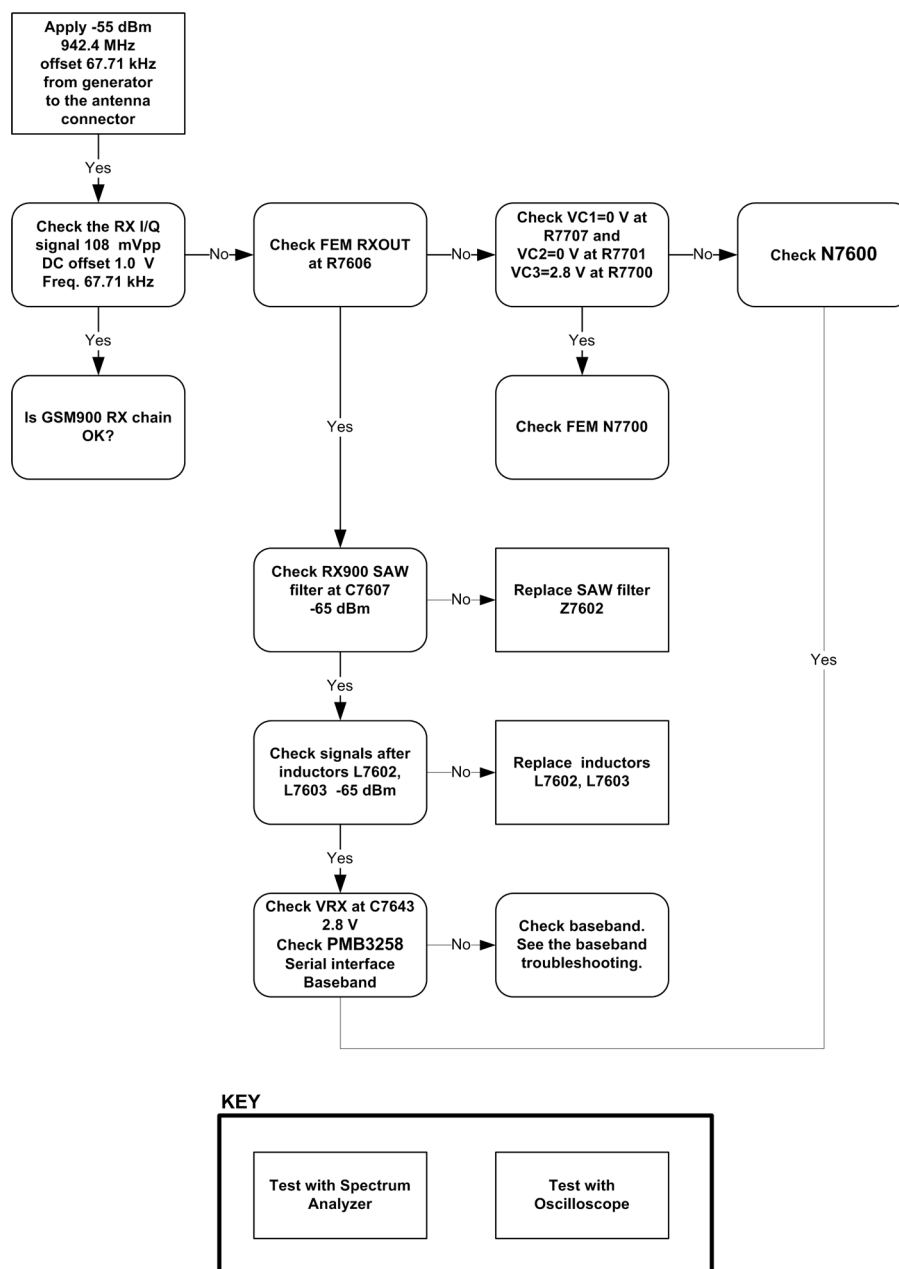 Apply -55 dBm
942.4 MHz
offset 67.71 kHz
from generator
to the antenna
connector
Yes
Check the RX I/Q
signal 108 mVpp
DC offset 1.0 V
Freq. 67.71 kHz
No
Check FEM RXOUT
at R7606
No
Check VC1=0 V at
R7707 and
VC2=0 V at R7701
VC3=2.8 V at R7700
No
Check N7600
Yes
Is GSM900 RX chain
OK?
Yes
Yes
Check FEM N7700
Check RX900 SAW
filter at C7607
-65 dBm
No
Replace SAW filter
Z7602
Yes
Yes
Check signals after
inductors L7602,
L7603 -65 dBm
No
Replace inductors
L7602, L7603
Yes
Check VRX at C7643
2.8 V
Check PMB3258
Serial interface
Baseband
No
Check baseband.
See the baseband
troubleshooting.
KEY
Test with Spectrum
Analyzer
Test with
Oscilloscope